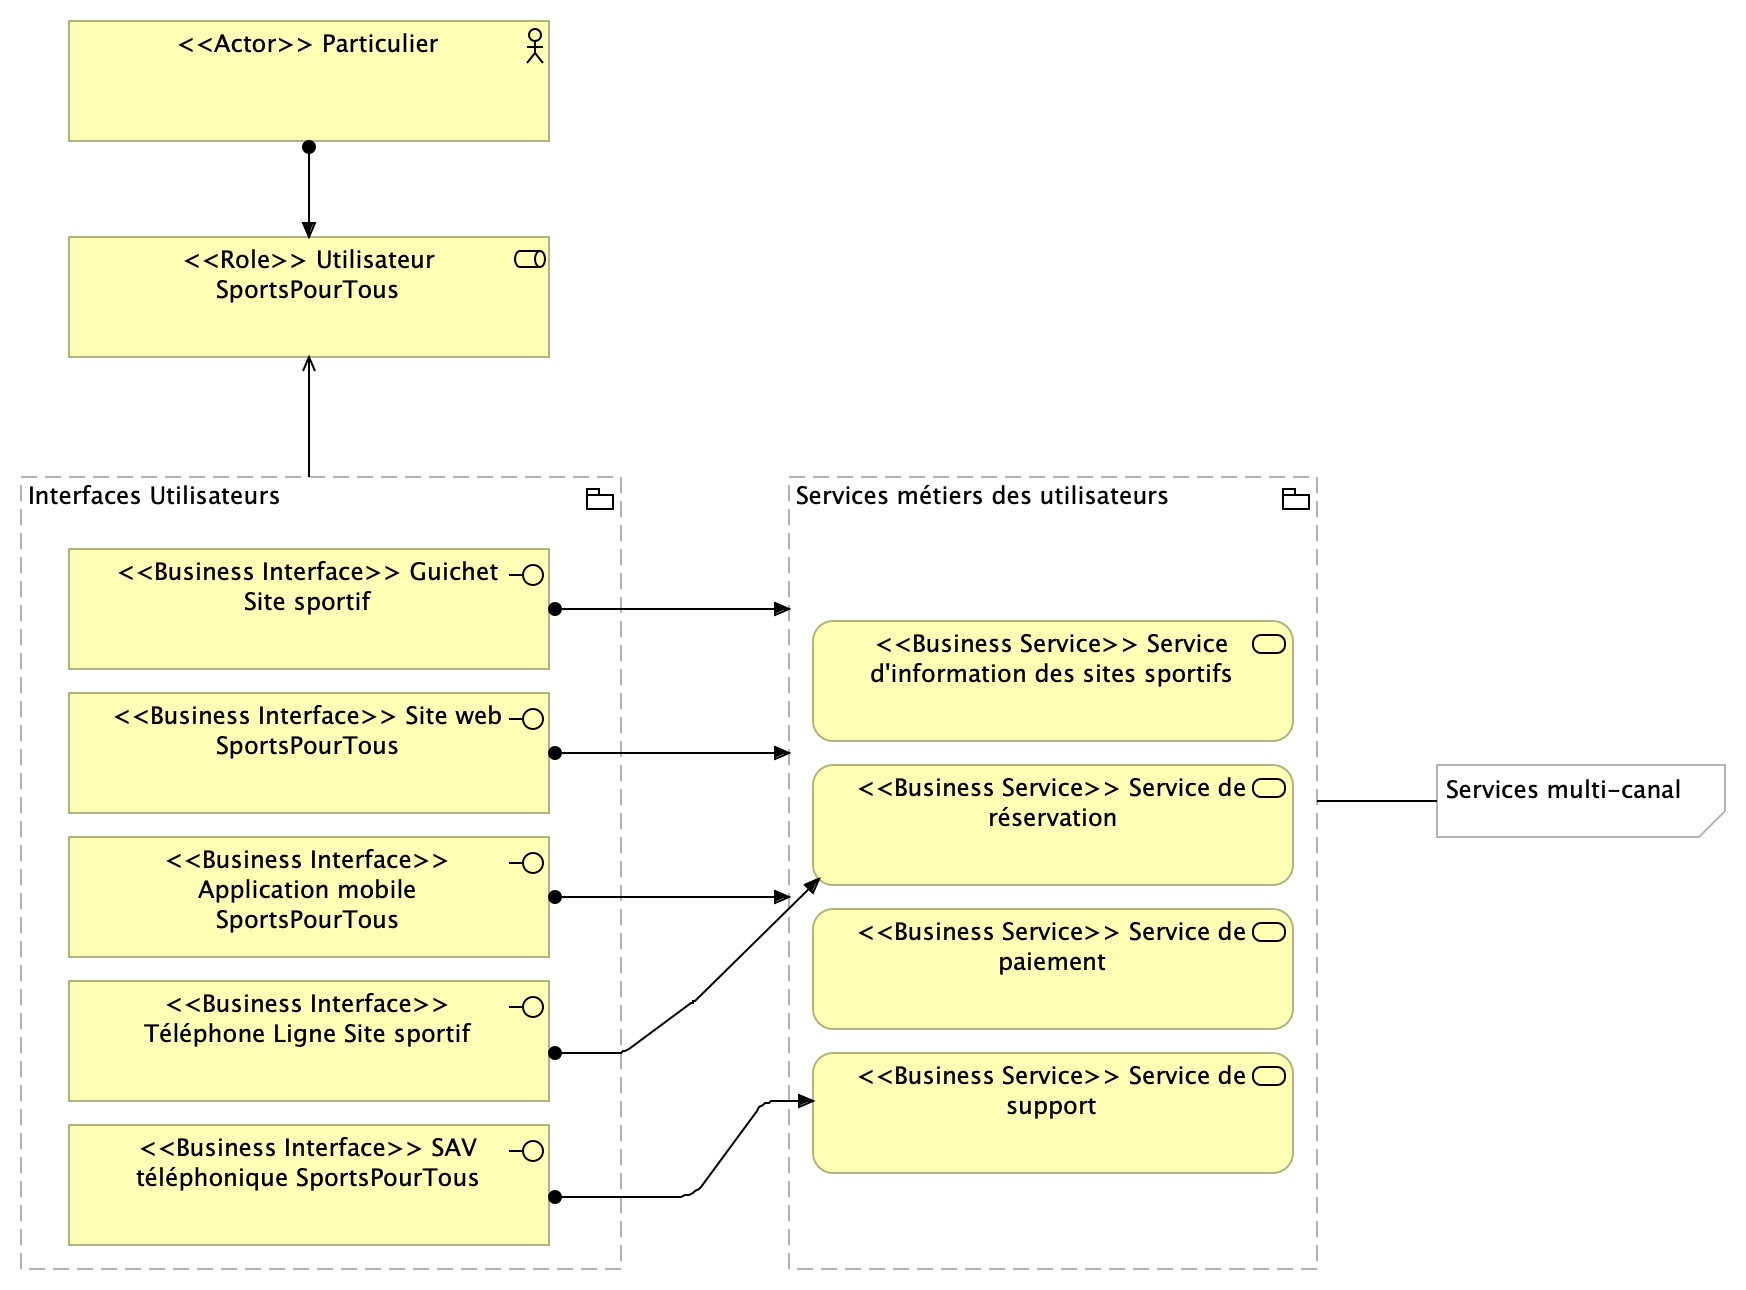 <<Actor>> Particulier
<<Role>> Utilisateur
SportsPourTous
Interfaces Utilisateurs
<<Business Interface>> Guichet
Site sportif
<<Business Interface>> Site web
SportsPourTous
<<Business Interface>>
Application mobile
SportsPourTous
<<Business Interface>>
Téléphone Ligne Site sportif
<<Business Interface>> SAV
téléphonique SportsPourTous
Services métiers des utilisateurs
<<Business Service>> Service
d'information des sites sportifs
<<Business Service>> Service de
réservation
<<Business Service>> Service de
paiement
<<Business Service>> Service de
support
Services multi-canal